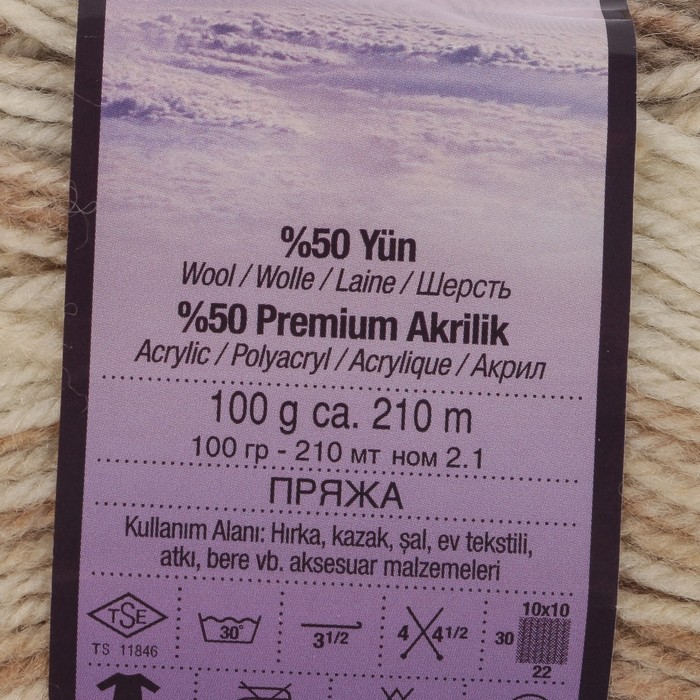 %50 Yün
Wool / Wolle / Laine / Шерсть
%50 Premium Akrilik
Acrylic / Polyacryl / Acrylique / Акрил
100 g ca. 210 m
100 гр - 210 мт ном 2.1
ПРЯЖА
Kullanım Alanı: Hırka, kazak, şal, ev tekstili,
atkı, bere vb. aksesuar malzemeleri
TSE
TS 11846
30°
3 1/2
4 4 1/2
10x10
30
22